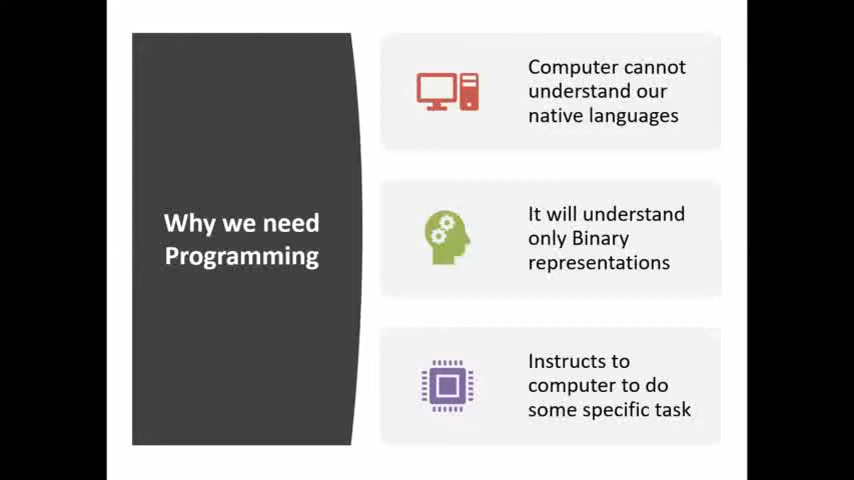 Why we need
Programming
Computer cannot
understand our
native languages
It will understand
only Binary
representations
Instructs to
computer to do
some specific task